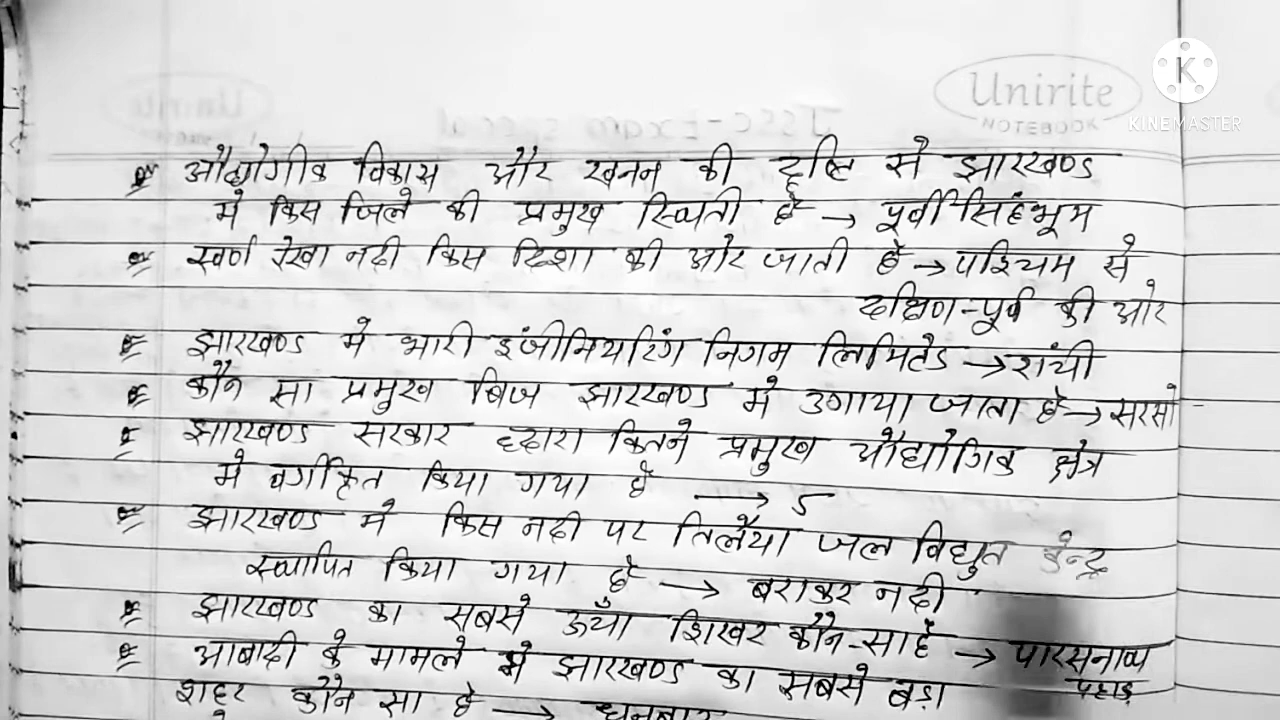 Unirite
NOTEBOOK
K
KINEMASTER
औद्योगीक विकास और खनन की दृष्टि से झारखण्ड
मे किस जिले की प्रमुख स्थिती है → पूर्वी सिंहभूम
स्वर्ण रेखा नदी किस दिशा की ओर जाती है → पश्चिम से
दक्षिण-पूर्व की ओर
झारखण्ड मे भारी इंजीनियरिंग निगम लिमिटेड → रांची
कौन सा प्रमुख बिज झारखण्ड मे उगाया जाता है → सरसो
झारखण्ड सरकार द्वारा कितने प्रमुख औद्योगिक क्षेत्र
मे वर्गीकृत किया गया है → 5
झारखण्ड मे किस नदी पर तिलैया जल विद्युत केन्द्र
स्थापित किया गया है → बराकर नदी
झारखण्ड का सबसे ऊँचा शिखर कौन-सा है → पारसनाथ
पहाड़
आबादी के मामले मे झारखण्ड का सबसे बड़ा
शहर कौन सा है → धनबाद